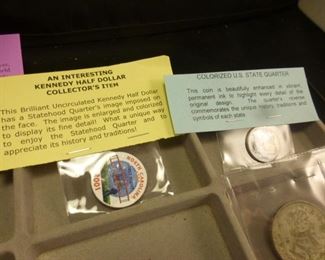 AN INTERESTING
KENNEDY HALF DOLLAR
COLLECTOR'S ITEM
This Brilliant Uncirculated Kennedy Half Dollar
has a Statehood Quarter's image imposed on
the face. The image is enlarged and colorized
to display its fine detail! What a unique way
to enjoy the Statehood Quarter and to
appreciate its history and traditions!
COLORIZED U.S. STATE QUARTER
This coin is beautifully enhanced in vibrant,
permanent ink to highlight every detail of the
original design. The quarter's reverse
commemorates the unique history, traditions and
symbols of each state.
NORTH CAROLINA
2001